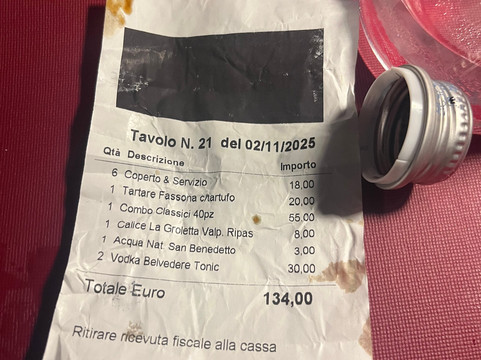 Tavolo N. 21 del 02/11/2025
Qtà Descrizione Importo
6 Coperto & Servizio 18,00
1 Tartare Fassona c/tartufo 20,00
1 Combo Classici 40pz 55,00
1 Calice La Groletta Valp. Ripas 8,00
1 Acqua Nat. San Benedetto 3,00
2 Vodka Belvedere Tonic 30,00
Totale Euro 134,00
Ritirare ricevuta fiscale alla cassa